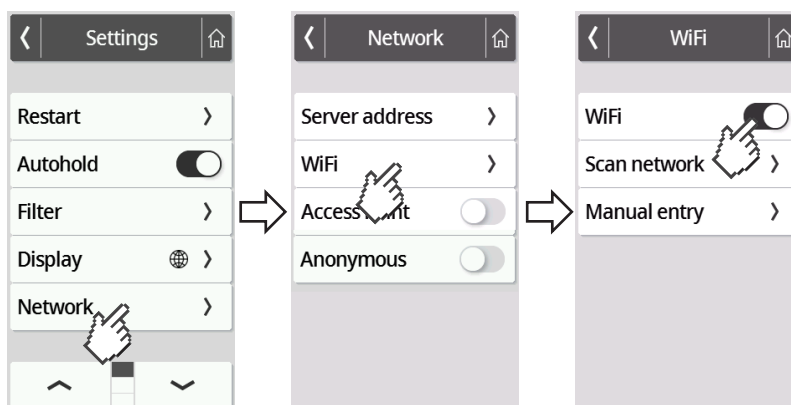 Settings
Restart
Autohold
Filter
Display
Network
Network
Server address
WiFi
Access
Anonymous
WiFi
WiFi
Scan network
Manual entry